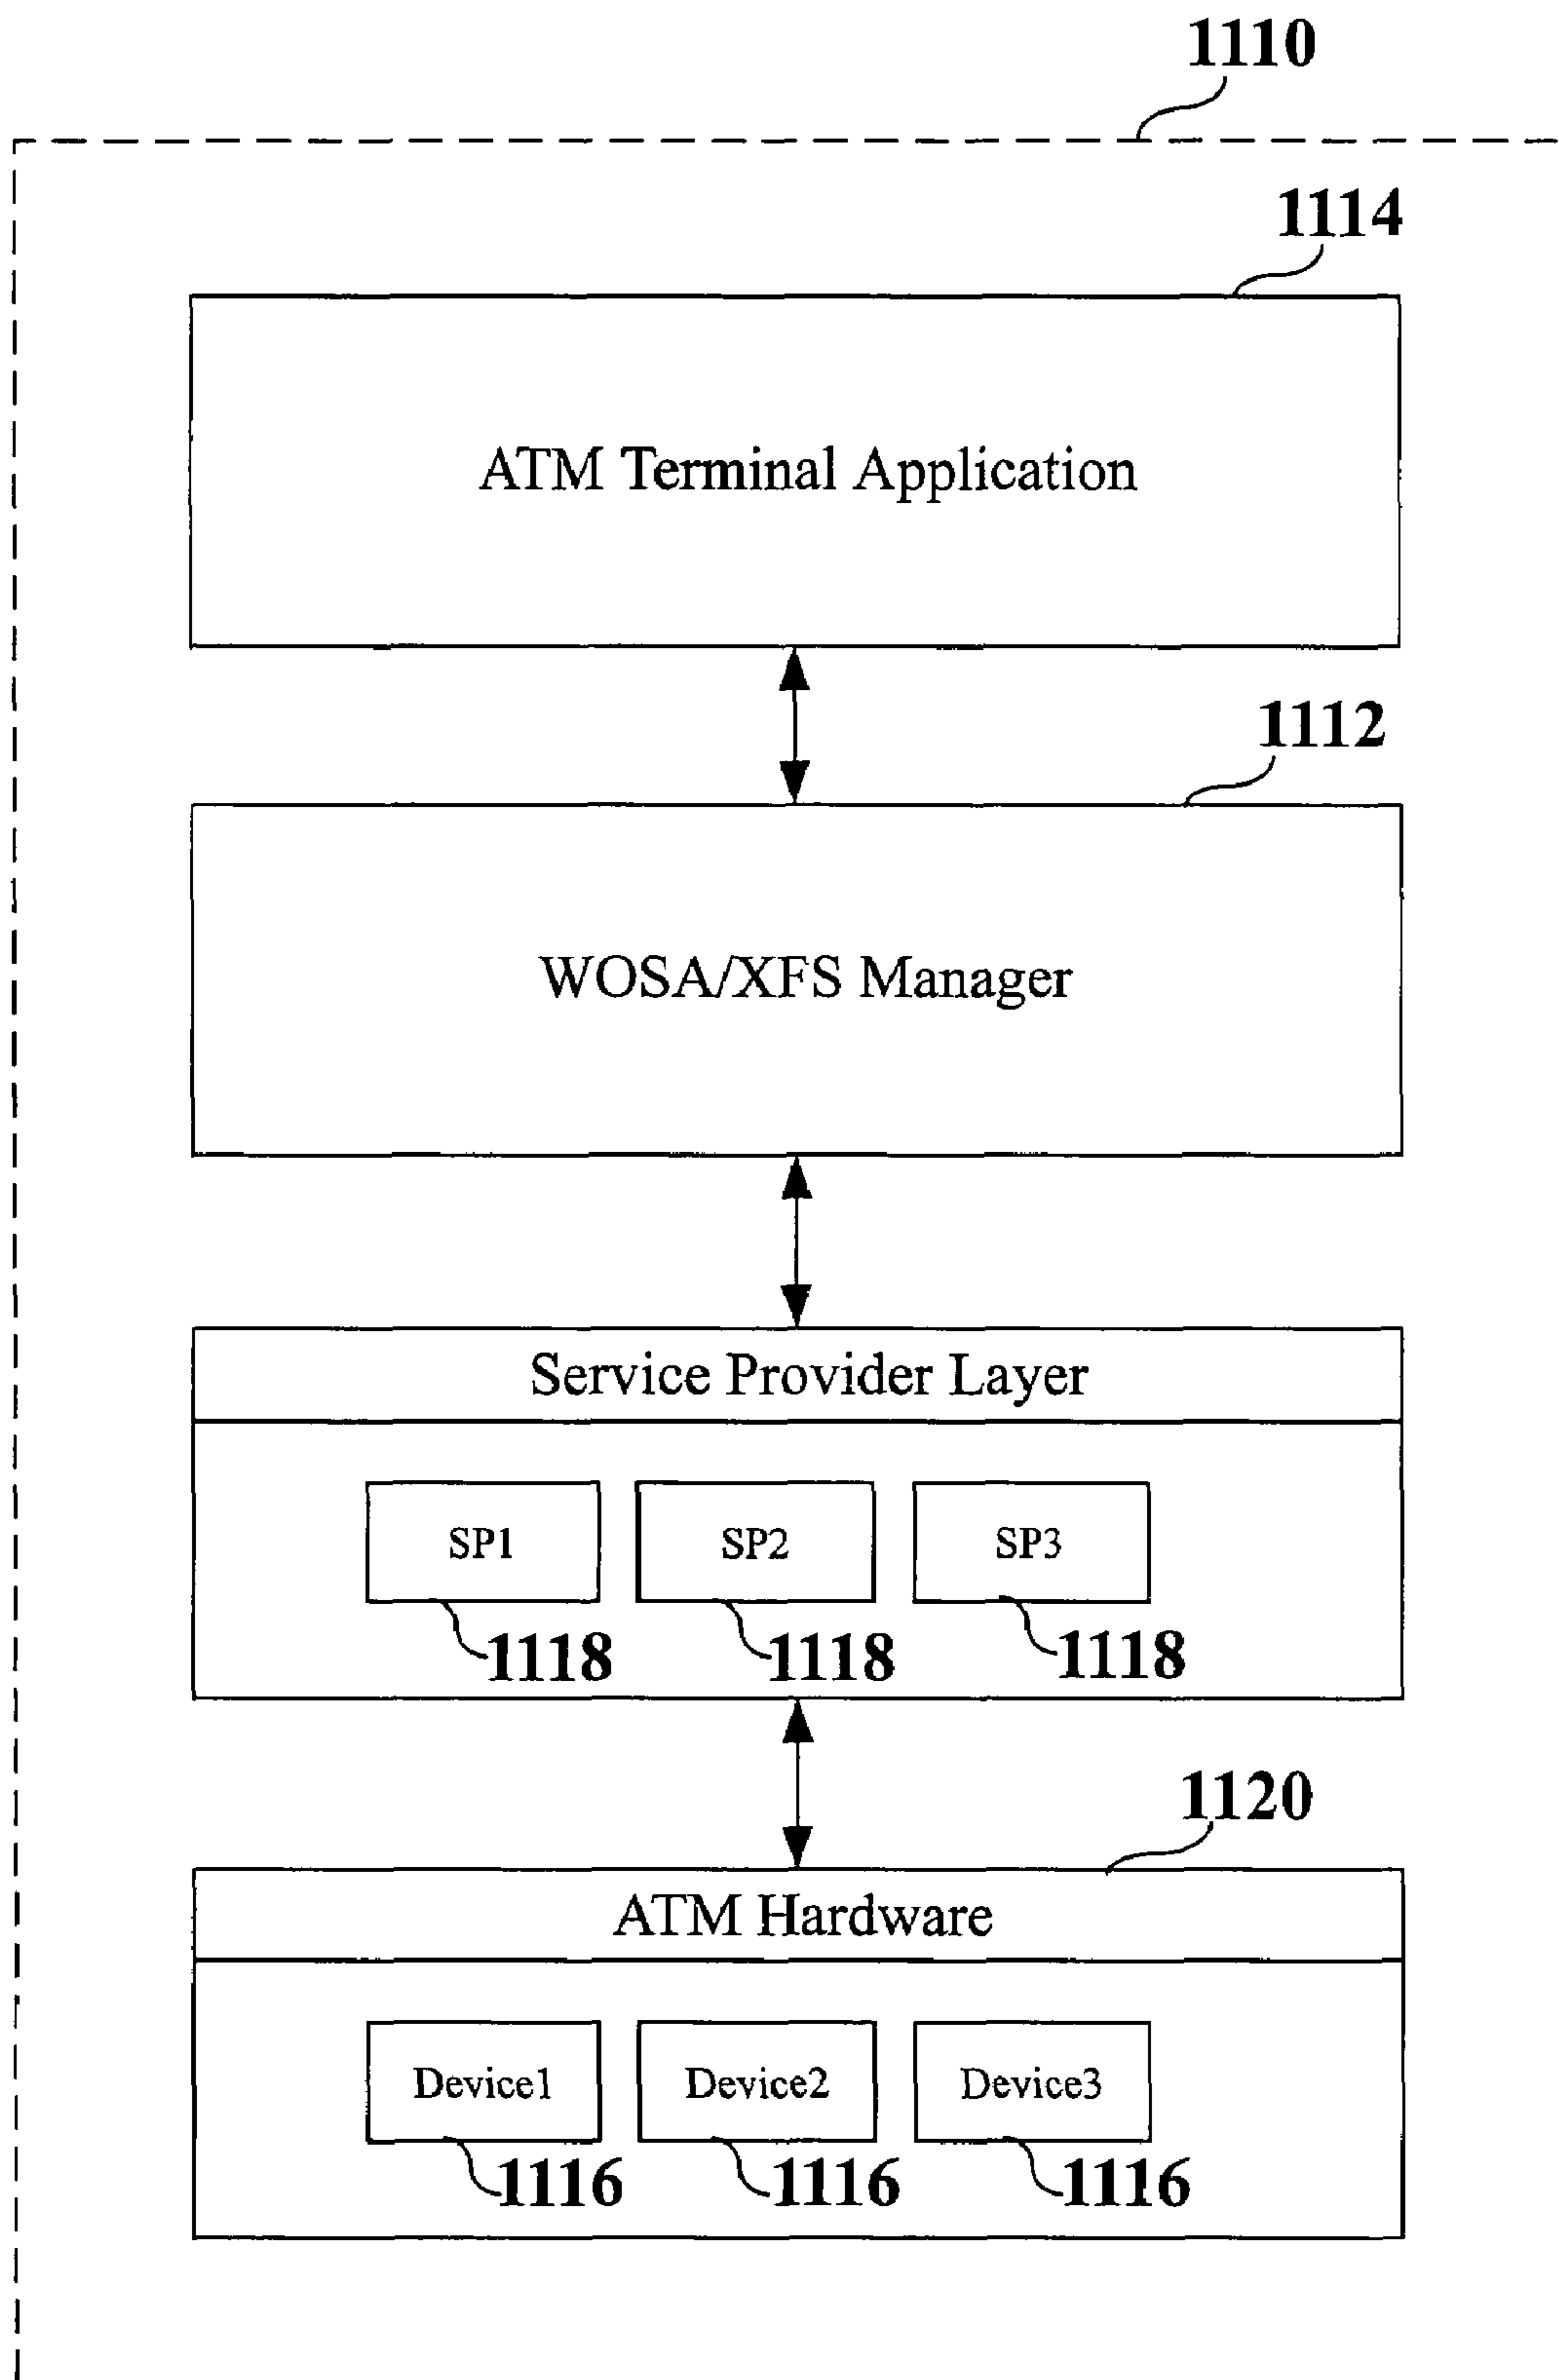 1110
1114
ATM Terminal Application
1112
WOSA/XFS Manager
Service Provider Layer
SP1 SP2 SP3
1118 1118 1118
1120
ATM Hardware
Device1 Device2 Device3
1116 1116 1116